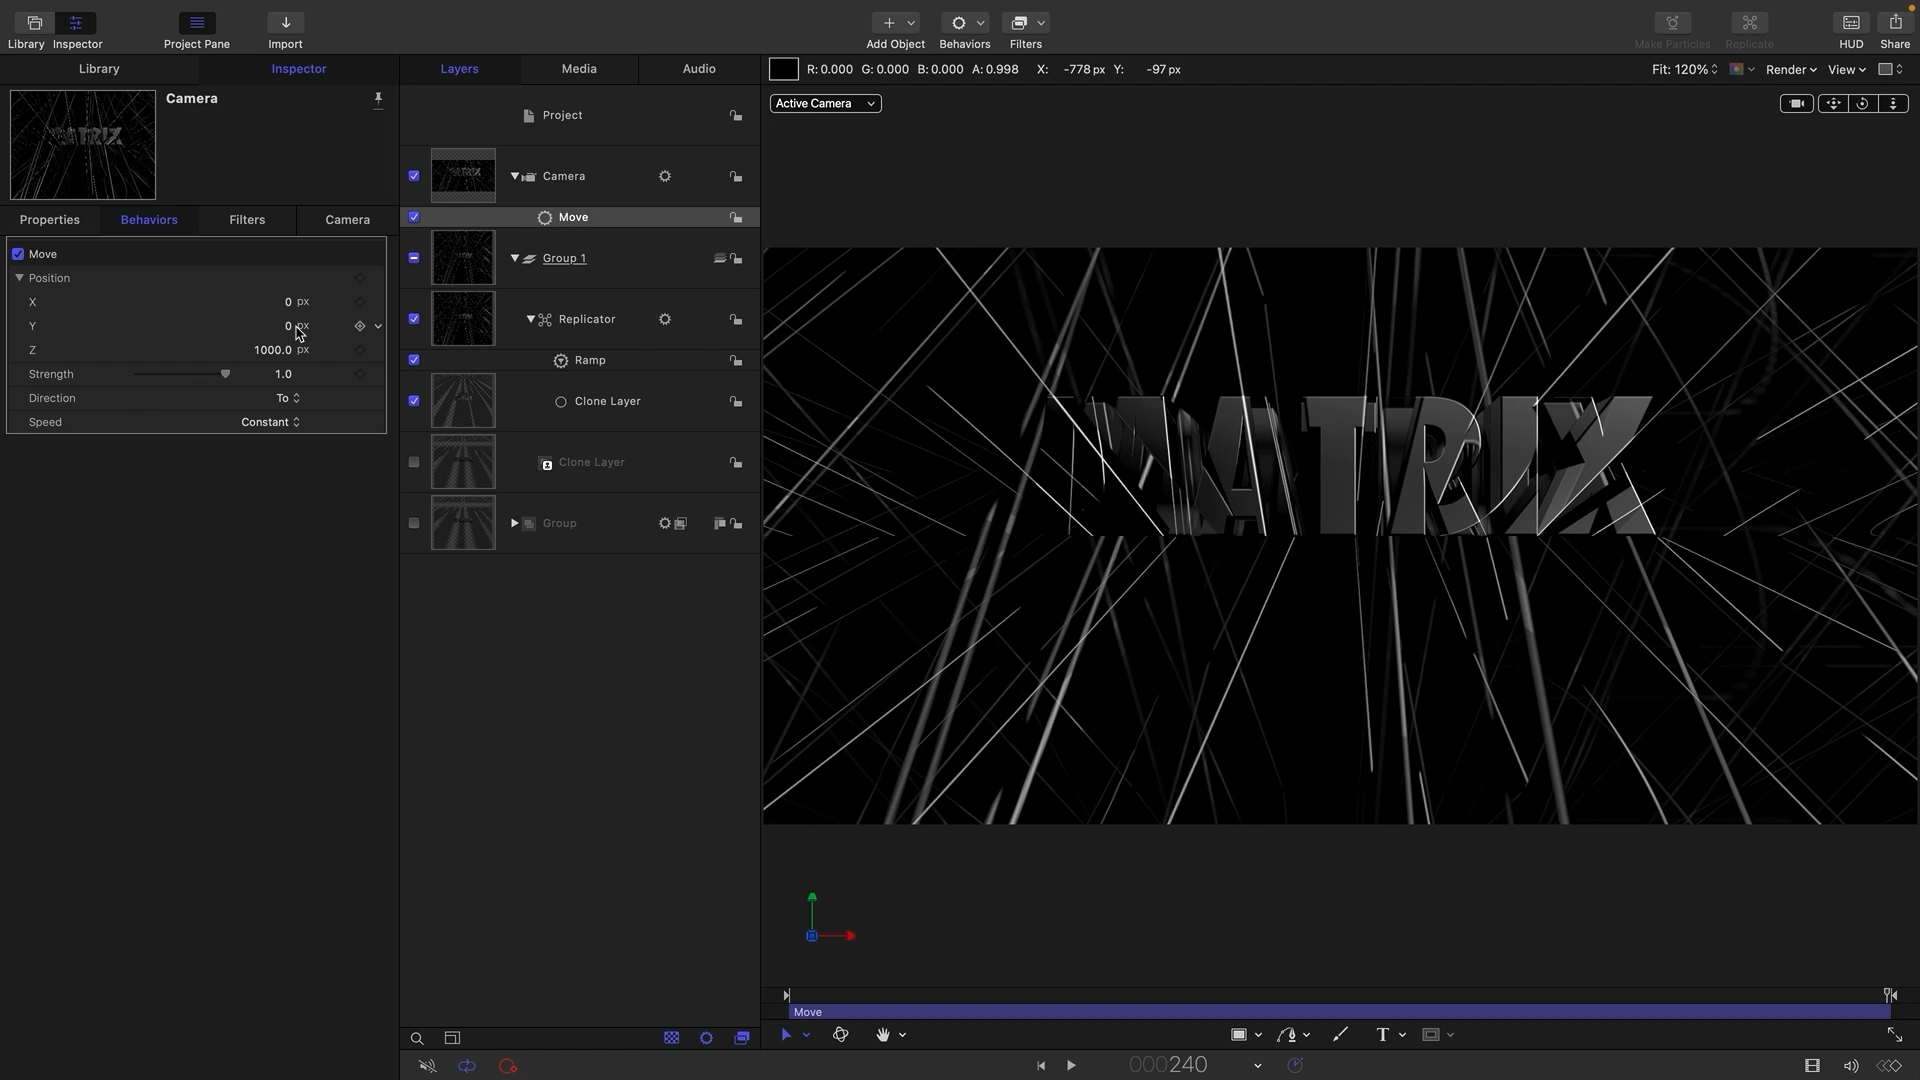 Library Inspector Project Pane Import Add Object Behaviors Filters Make Particles Replicate HUD Share
Library Inspector Layers Media Audio R: 0.000 G: 0.000 B: 0.000 A: 0.998 X: -778 px Y: -97 px Fit: 120% Render View
Camera
Active Camera
Project
Camera
Properties Behaviors Filters Camera
Move
Group 1
Move
Position
X 0 px
Y 0 px
Z 1000.0 px
Strength 1.0
Direction To
Speed Constant
Replicator
Ramp
Clone Layer
Clone Layer
Group
MATRIX
Move
T
000240